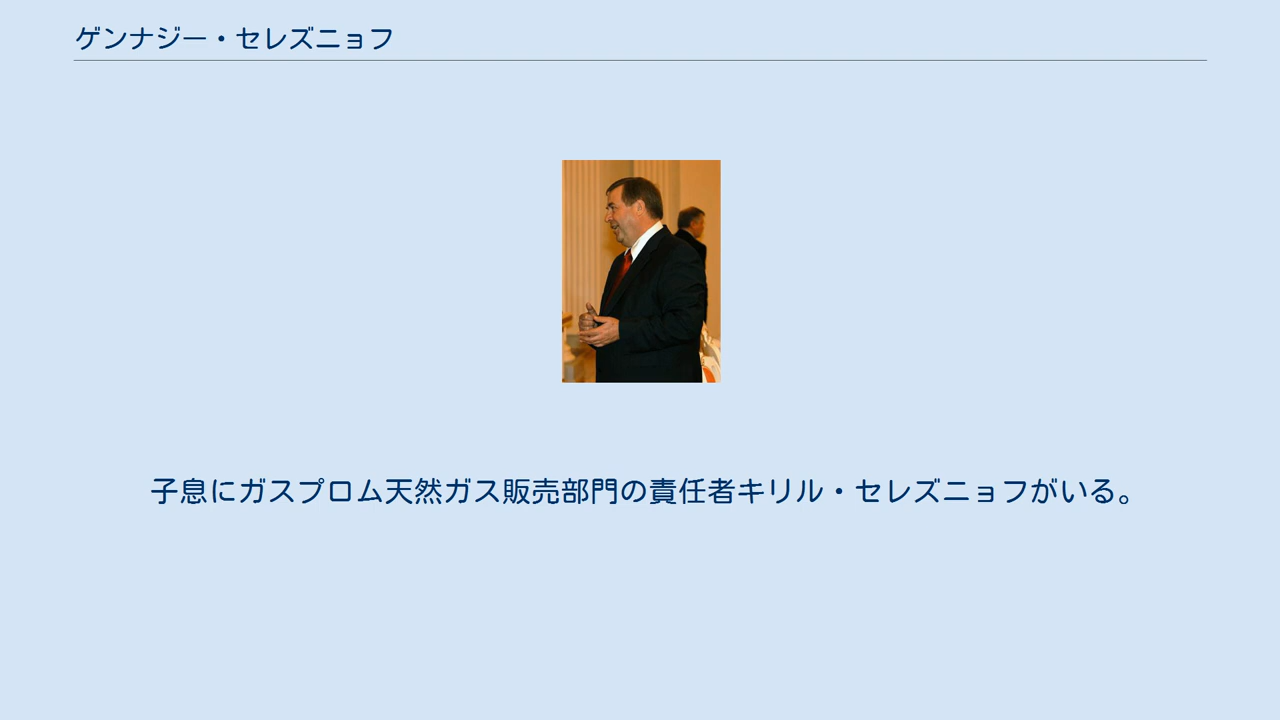 ゲンナジー・セレズニョフ
子息にガスプロム天然ガス販売部門の責任者キリル・セレズニョフがいる。